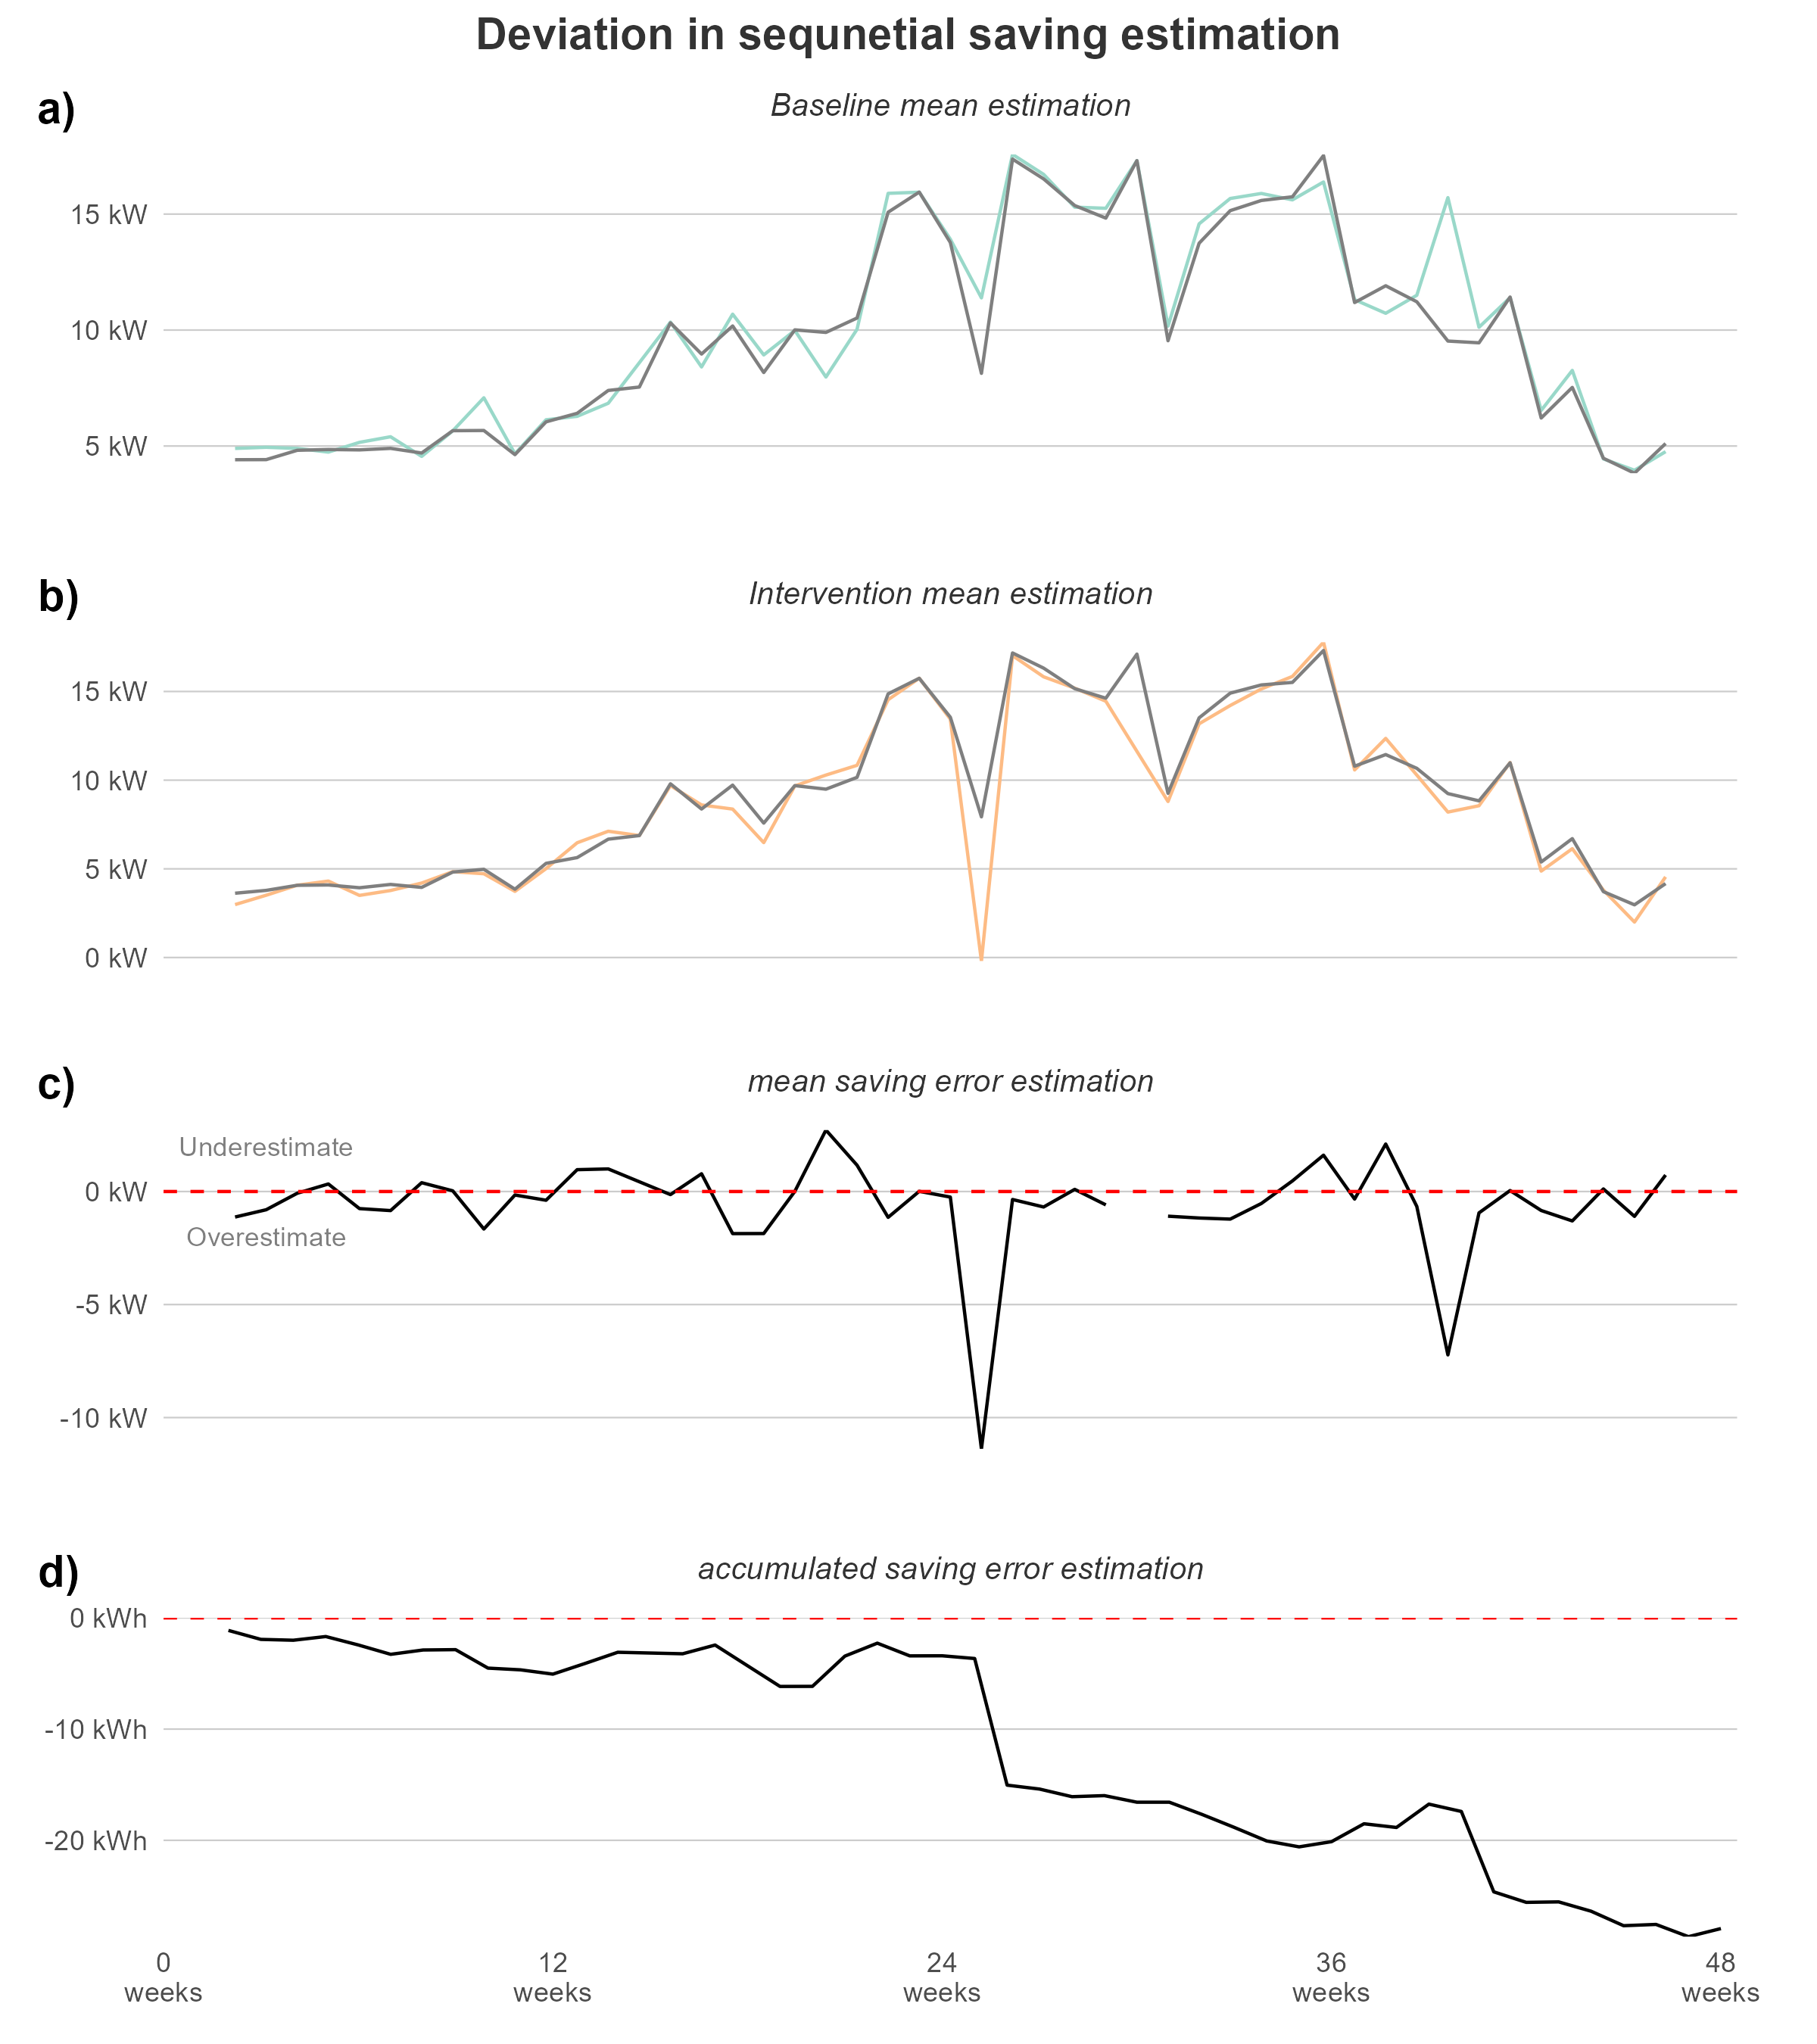 Deviation in sequnetial saving estimation
a)
Baseline mean estimation
15 kW
10 kW
5 kW
b)
Intervention mean estimation
15 kW
10 kW
5 kW
0 kW
c)
mean saving error estimation
Underestimate
0 kW
Overestimate
-5 kW
-10 kW
d)
accumulated saving error estimation
0 kWh
-10 kWh
-20 kWh
0
weeks
12
weeks
24
weeks
36
weeks
48
weeks